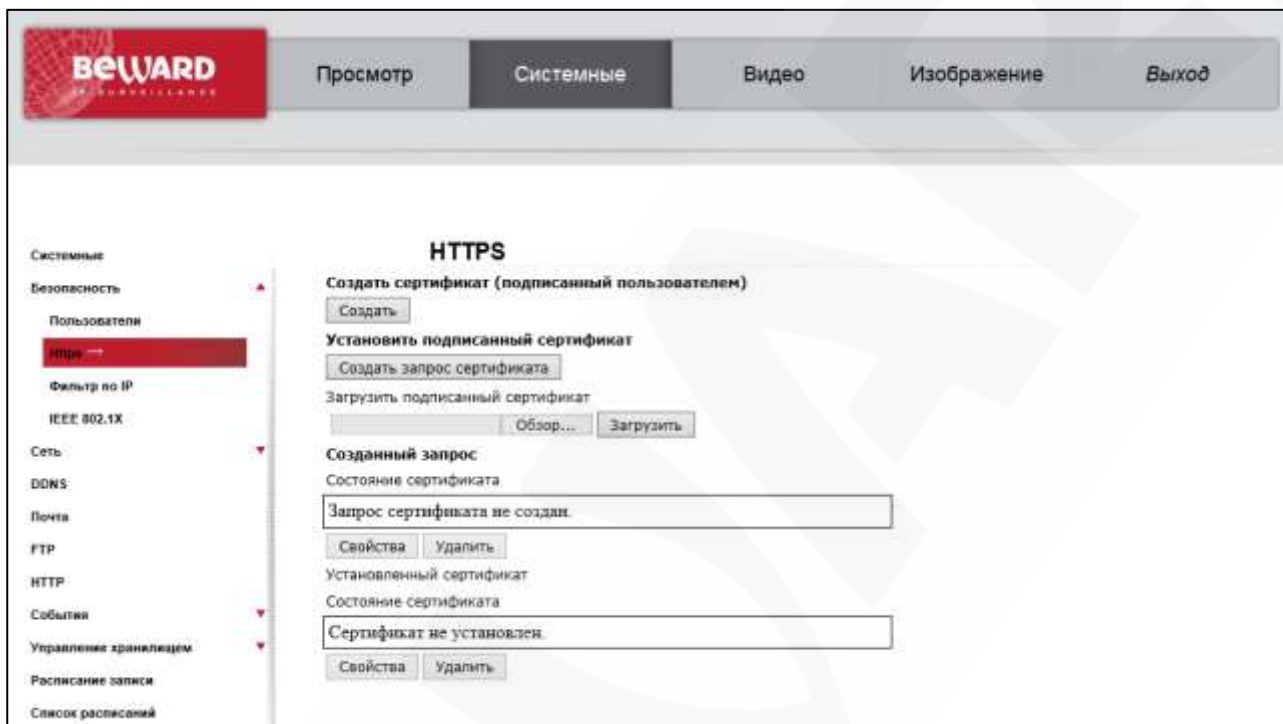 BEWARD
IP SURVEILLANCE
Просмотр Системные Видео Изображение Выход
Системные
Безопасность
Пользователи
Https →
Фильтр по IP
IEEE 802.1X
Сеть
DDNS
Почта
FTP
HTTP
События
Управление хранилищем
Расписание записи
Список расписаний
HTTPS
Создать сертификат (подписанный пользователем)
Создать
Установить подписанный сертификат
Создать запрос сертификата
Загрузить подписанный сертификат
Обзор... Загрузить
Созданный запрос
Состояние сертификата
Запрос сертификата не создан.
Свойства Удалить
Установленный сертификат
Состояние сертификата
Сертификат не установлен.
Свойства Удалить